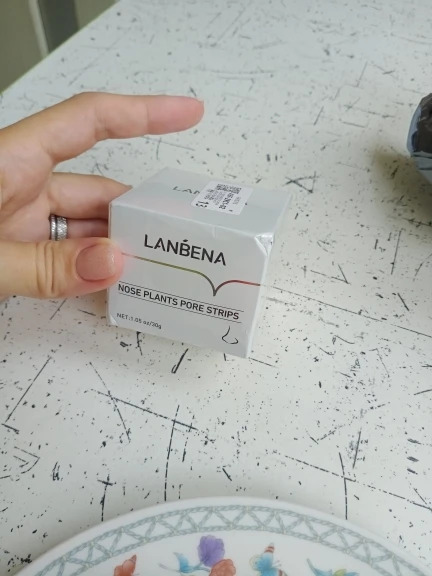 LANBENA
NOSE PLANTS PORE STRIPS
NET:1.05 oz/30g